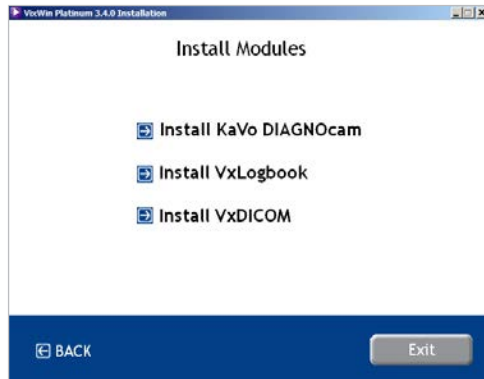 VixWin Platinum 3.4.0 Installation
Install Modules
Install KaVo DIAGNOcam
Install VxLogbook
Install VxDICOM
BACK
Exit